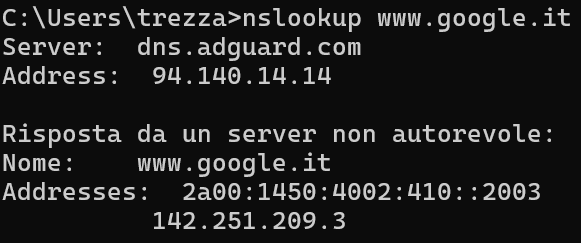 C:\Users\trezza>nslookup www.google.it
Server:  dns.adguard.com
Address:  94.140.14.14

Risposta da un server non autorevole:
Nome:    www.google.it
Addresses:  2a00:1450:4002:410::2003
          142.251.209.3